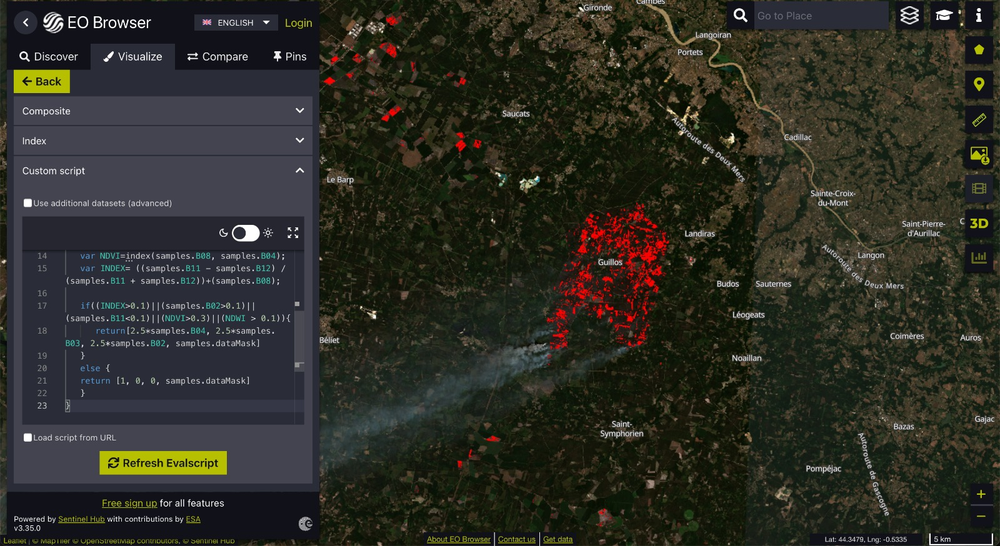 EO Browser
ENGLISH
Login
Discover
Visualize
Compare
Pins
Back
Composite
Index
Custom script
Use additional datasets (advanced)
14 var NDVI=index(samples.B08, samples.B04);
15 var INDEX= ((samples.B11 - samples.B12) /
(samples.B11 + samples.B12))+(samples.B08);
16
17 if((INDEX>0.1)||(samples.B02>0.1)||
(samples.B11<0.1)||(NDVI>0.3)||(NDWI > 0.1)){
18 return[2.5*samples.B04, 2.5*samples.
B03, 2.5*samples.B02, samples.dataMask]
19 }
20 else {
21 return [1, 0, 0, samples.dataMask]
22 }
23 }
Load script from URL
Refresh Evalscript
Free sign up for all features
Powered by Sentinel Hub with contributions by ESA
v3.35.0
Leaflet | © MapTiler © OpenStreetMap contributors, © Sentinel Hub
Go to Place
3D
Gironde
Cambes
Langoiran
Portets
Saucats
Autoroute des Deux Mers
Cadillac
Le Barp
Sainte-Croix-
du-Mont
Saint-Pierre-
d'Aurillac
C
Landiras
Guillos
Langon
Autoroute des Deux Mers
Budos
Sauternes
Léogeats
Coimères
Auros
Béliet
Noaillan
Saint-
Symphorien
Gajac
Bazas
Autoroute de Gascogne
Pompéjac
+
−
About EO Browser
Contact us
Get data
Lat: 44.3479, Lng: -0.5335
5 km